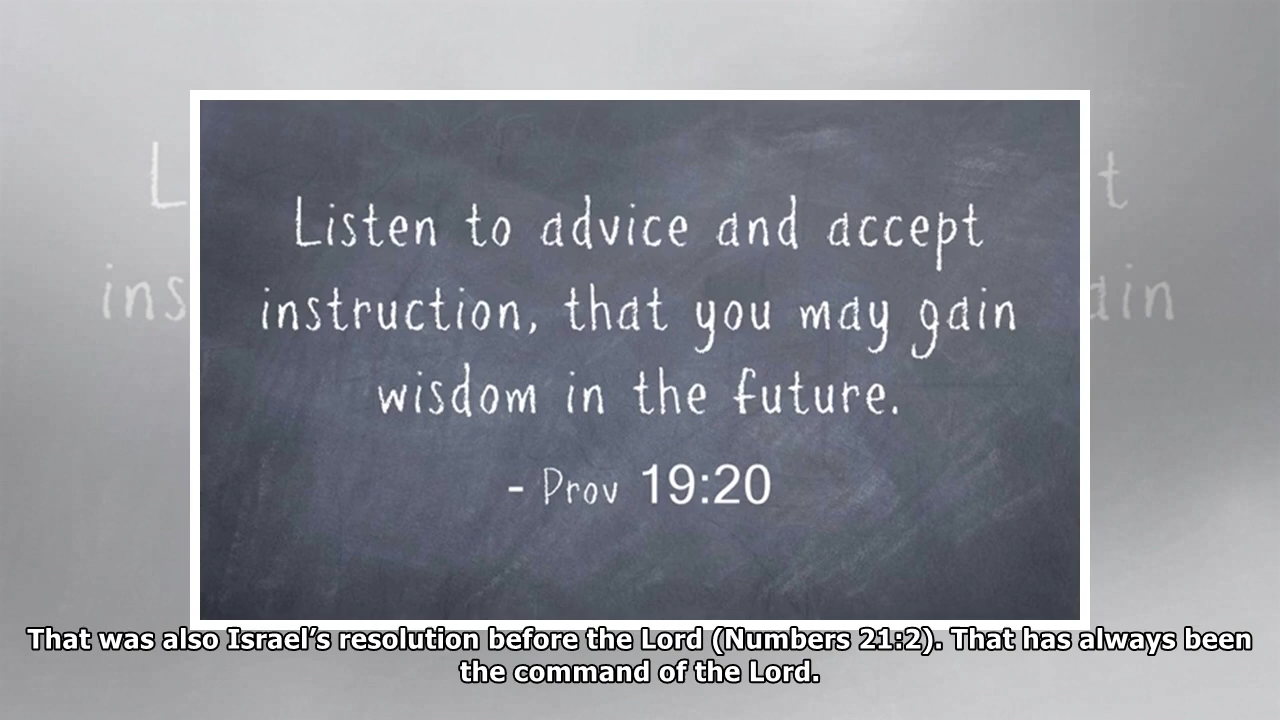 Listen to advice and accept
instruction, that you may gain
wisdom in the future.
- Prov 19:20
That was also Israel’s resolution before the Lord (Numbers 21:2). That has always been
the command of the Lord.